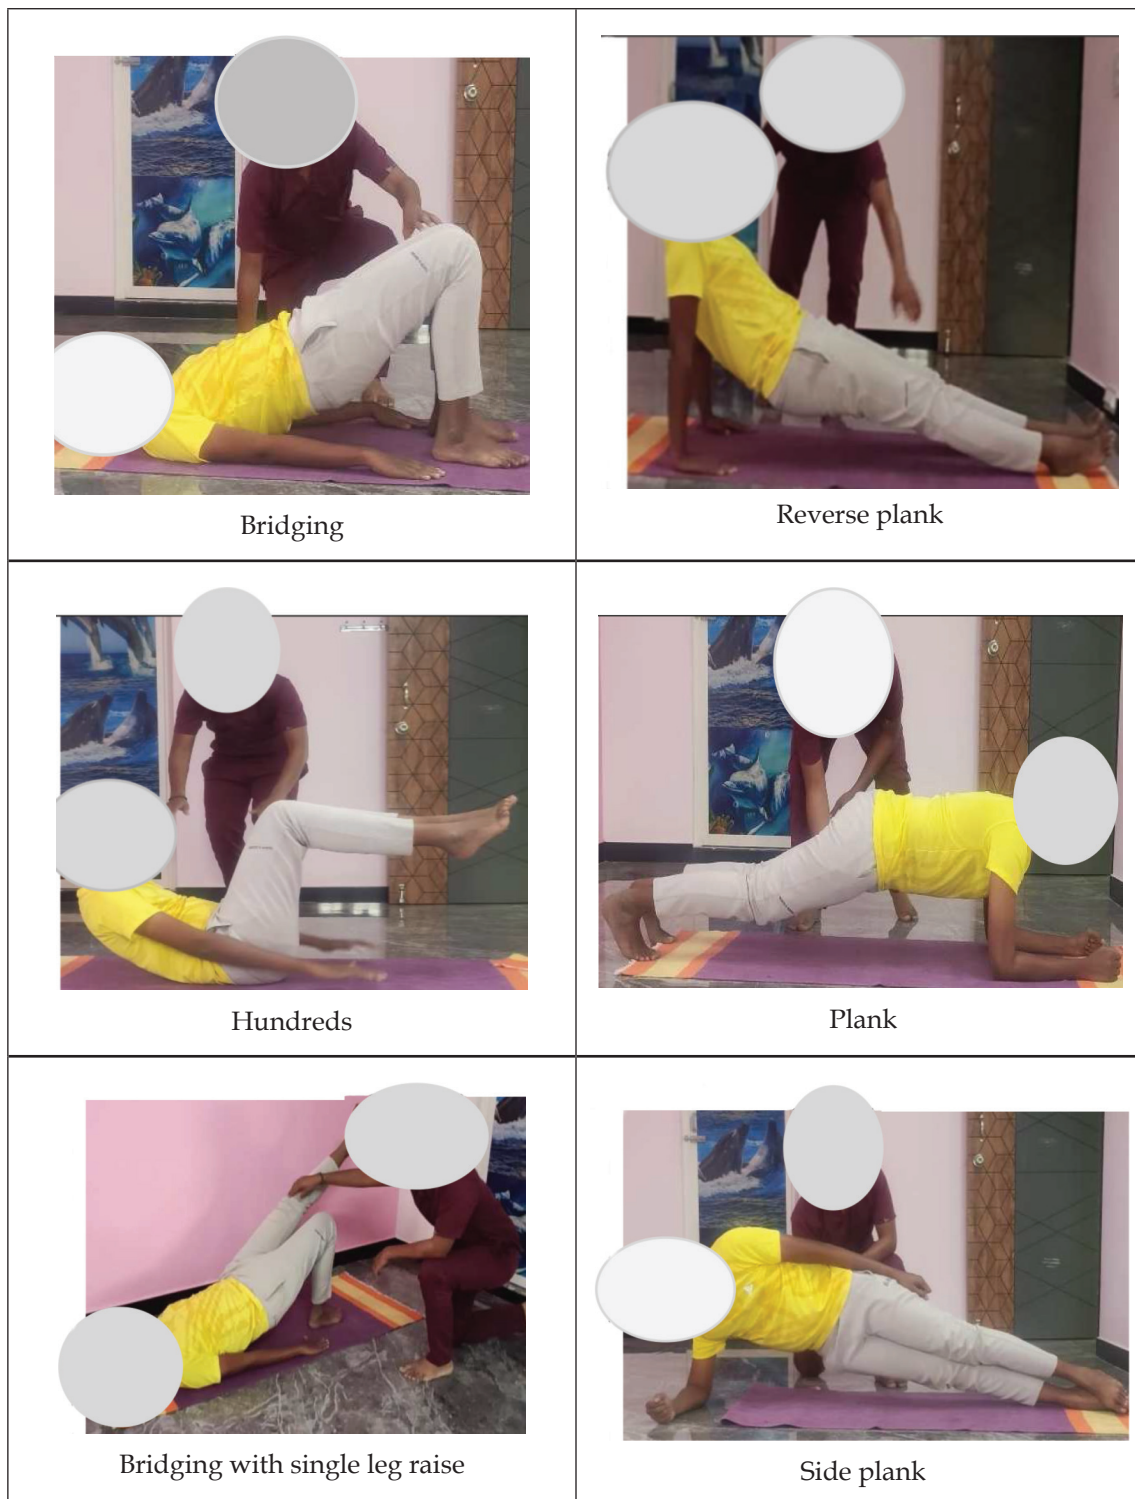 Bridging
Reverse plank
Hundreds
Plank
Bridging with single leg raise
Side plank